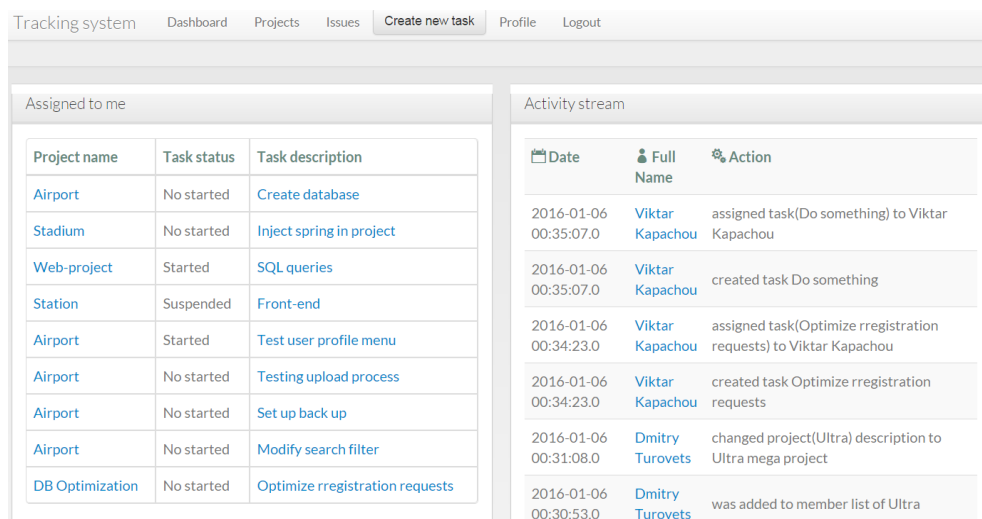 Tracking system Dashboard Projects Issues Create new task Profile Logout
Assigned to me
Project name Task status Task description
Airport No started Create database
Stadium No started Inject spring in project
Web-project Started SQL queries
Station Suspended Front-end
Airport Started Test user profile menu
Airport No started Testing upload process
Airport No started Set up back up
Airport No started Modify search filter
DB Optimization No started Optimize rregistration requests
Activity stream
Date Full Action
Name
2016-01-06 Viktar assigned task(Do something) to Viktar
00:35:07.0 Kapachou Kapachou
2016-01-06 Viktar
created task Do something
00:35:07.0 Kapachou
2016-01-06 Viktar assigned task(Optimize rregistration
00:34:23.0 Kapachou requests) to Viktar Kapachou
2016-01-06 Viktar created task Optimize rregistration
00:34:23.0 Kapachou requests
2016-01-06 Dmitry changed project(Ultra) description to
00:31:08.0 Turovets Ultra mega project
2016-01-06 Dmitry
was added to member list of Ultra
00:30:53.0 Turovets